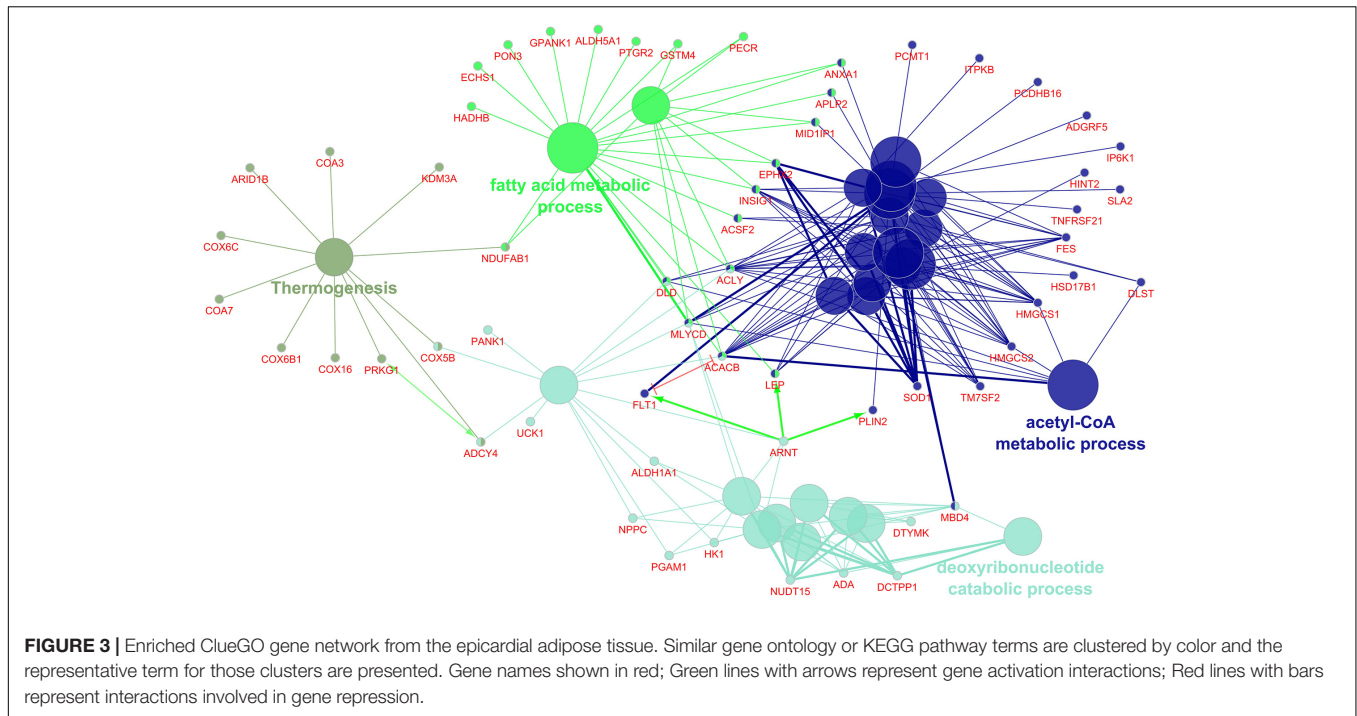 GPANK1
ALDH5A1
PON3
PTGR2
GSTM4
PECR
ECHS1
HADHB
ANXA1
APLP2
MID1IP1
PCMT1
ITPKB
PCDHB16
ADGRF5
IP6K1
HINT2
SLA2
TNFRSF21
FES
HSD17B1
DLST
HMGCS1
HMGCS2
COA3
ARID1B
KDM3A
fatty acid metabolic
process
EPHX2
INSIG1
ACSF2
COX6C
NDUFAB1
Thermogenesis
DLD
ACLY
COA7
MLYCD
PANK1
COX6B1
COX16
PRKG1
COX5B
ACACB
LEP
FLT1
SOD1
TM7SF2
PLIN2
acetyl-CoA
metabolic process
UCK1
ADCY4
ARNT
ALDH1A1
NPPC
HK1
PGAM1
DTYMK
MBD4
NUDT15
ADA
DCTPP1
deoxyribonucleotide
catabolic process
FIGURE 3 | Enriched ClueGO gene network from the epicardial adipose tissue. Similar gene ontology or KEGG pathway terms are clustered by color and the
representative term for those clusters are presented. Gene names shown in red; Green lines with arrows represent gene activation interactions; Red lines with bars
represent interactions involved in gene repression.